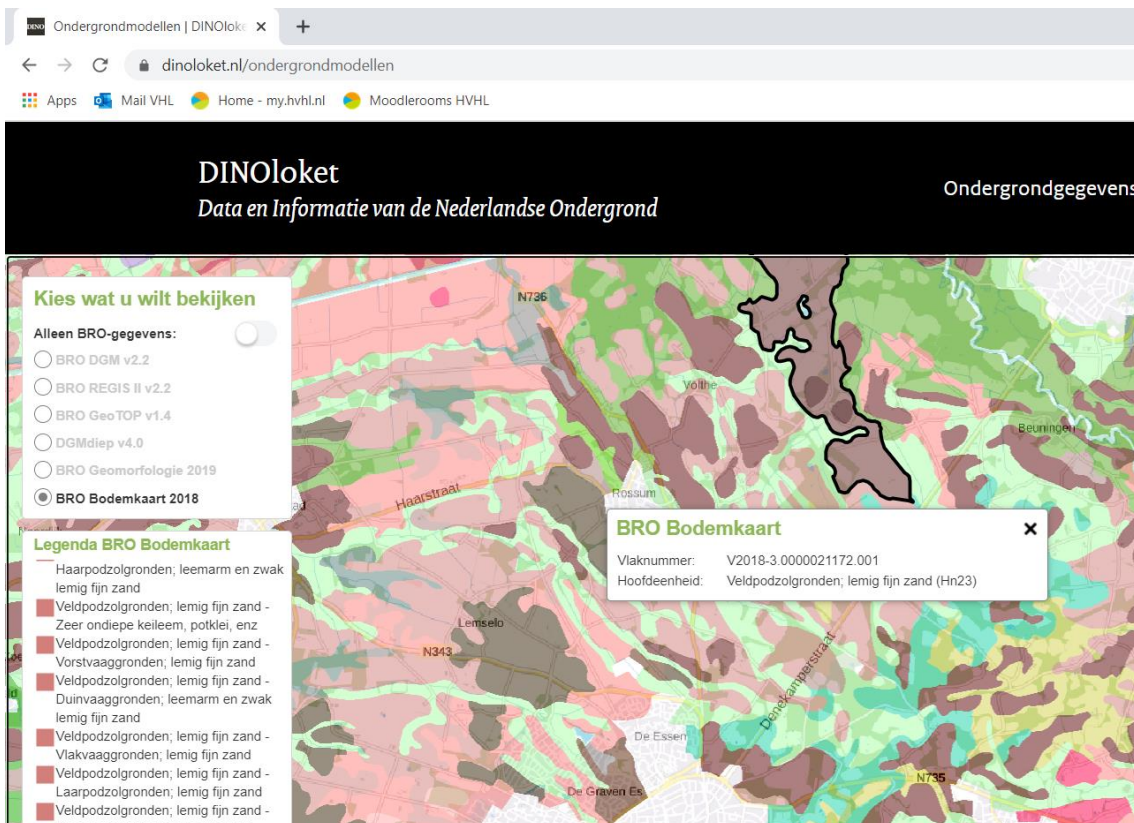 DINO Ondergrondmodellen | DINOloke
dinoloket.nl/ondergrondmodellen
Apps Mail VHL Home - my.hvhl.nl Moodlerooms HVHL
DINOloket
Data en Informatie van de Nederlandse Ondergrond
Ondergrondgegevens
Kies wat u wilt bekijken
Alleen BRO-gegevens:
BRO DGM v2.2
BRO REGIS II v2.2
BRO GeoTOP v1.4
DGMdiep v4.0
BRO Geomorfologie 2019
BRO Bodemkaart 2018
Legenda BRO Bodemkaart
Haarpodzolgronden; leemarm en zwak
lemig fijn zand
Veldpodzolgronden; lemig fijn zand -
Zeer ondiepe keileem, potklei, enz
Veldpodzolgronden; lemig fijn zand -
Vorstvaaggronden; lemig fijn zand
Veldpodzolgronden; lemig fijn zand -
Duinvaaggronden; leemarm en zwak
lemig fijn zand
Veldpodzolgronden; lemig fijn zand -
Vlakvaaggronden; lemig fijn zand
Veldpodzolgronden; lemig fijn zand -
Laarpodzolgronden; lemig fijn zand
Veldpodzolgronden; lemig fijn zand -
N736
Volthe
Beuningen
Haarstraat
Rossum
BRO Bodemkaart
Vlaknummer: V2018-3.0000021172.001
Hoofdeenheid: Veldpodzolgronden; lemig fijn zand (Hn23)
Lemselo
N343
Denekamperstraat
De Essen
N735
De Graven Es